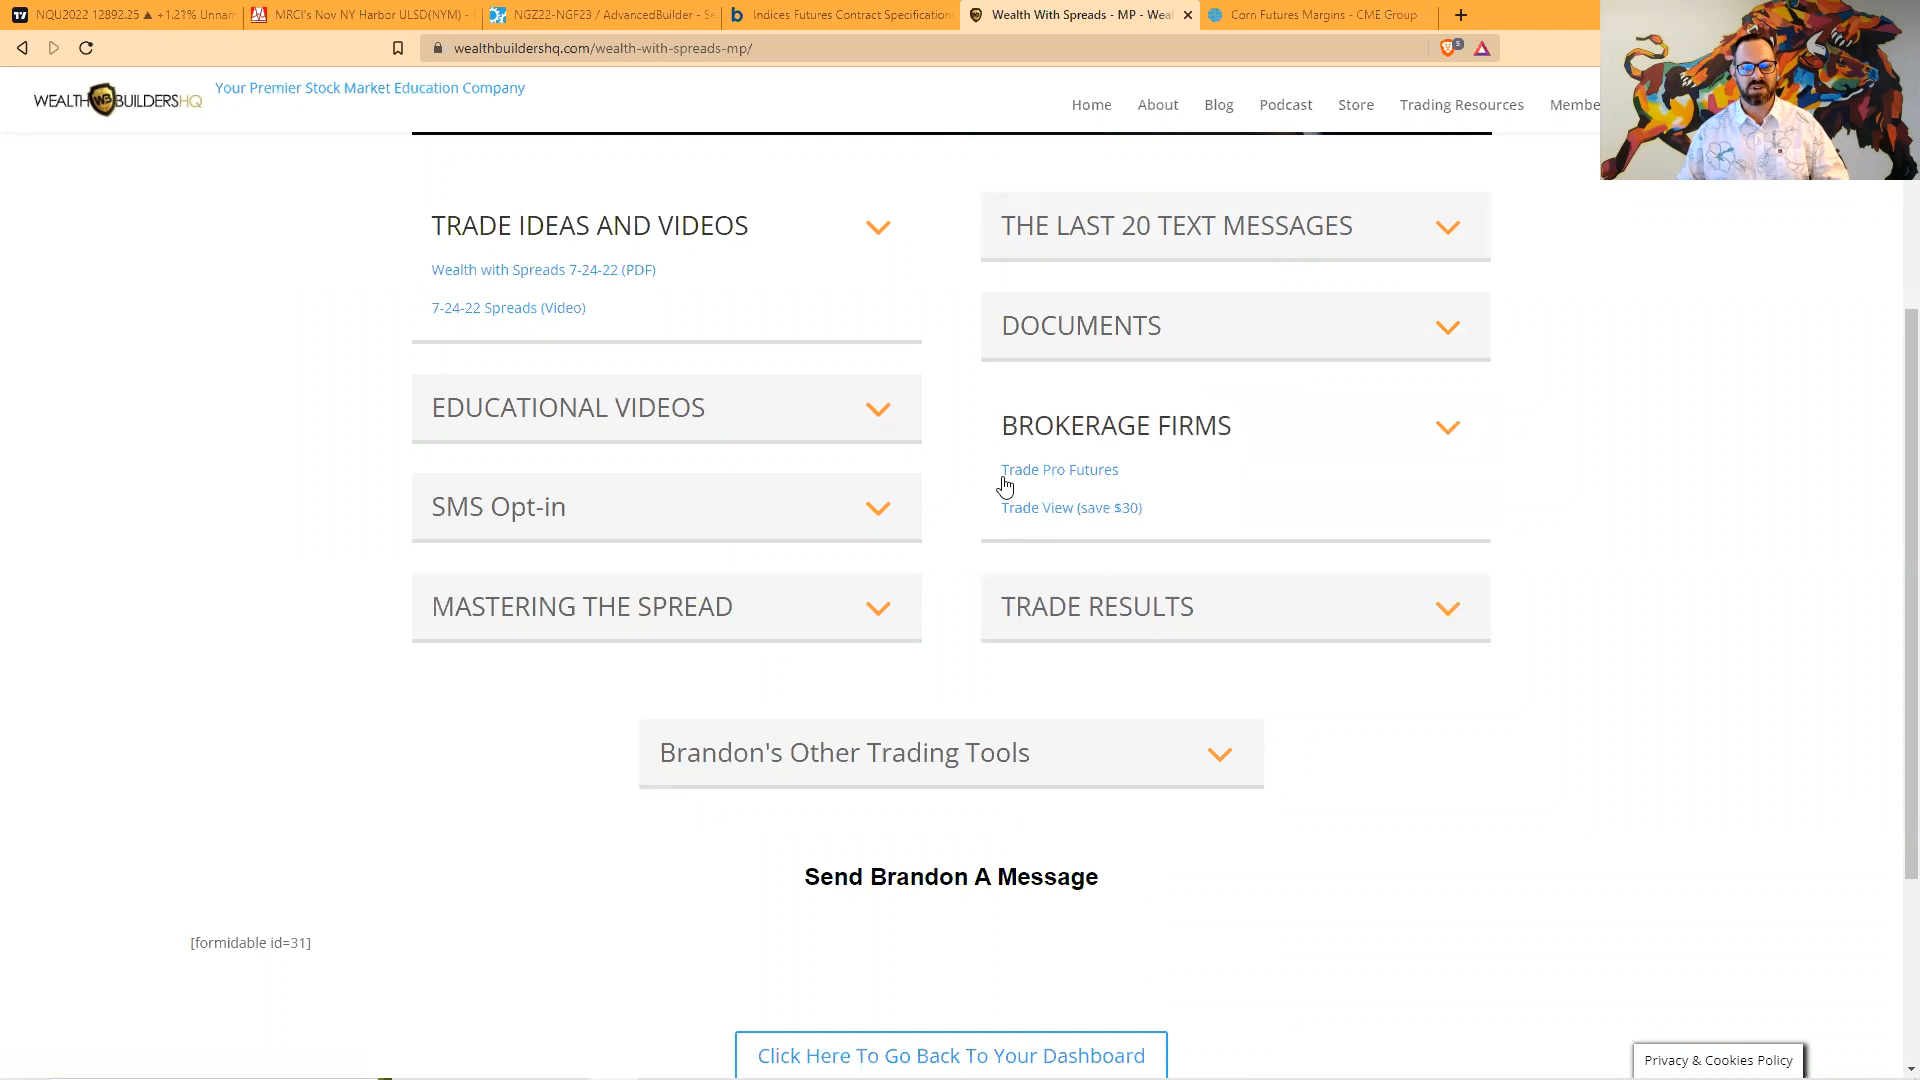 NQU2022 12892.25 ▲ +1.27% Unnam
MRCI's Nov NY Harbor ULSD(NYM) -
NGZ22-NGF23 / AdvancedBuilder - Se
Indices Futures Contract Specifications
Wealth With Spreads - MP - Weal
Corn Futures Margins - CME Group
wealthbuildershq.com/wealth-with-spreads-mp/
WEALTH WB BUILDERSHQ
Your Premier Stock Market Education Company
Home About Blog Podcast Store Trading Resources Membe
TRADE IDEAS AND VIDEOS
Wealth with Spreads 7-24-22 (PDF)
7-24-22 Spreads (Video)
EDUCATIONAL VIDEOS
SMS Opt-in
MASTERING THE SPREAD
THE LAST 20 TEXT MESSAGES
DOCUMENTS
BROKERAGE FIRMS
Trade Pro Futures
Trade View (save $30)
TRADE RESULTS
Brandon's Other Trading Tools
Send Brandon A Message
[formidable id=31]
Click Here To Go Back To Your Dashboard
Privacy & Cookies Policy